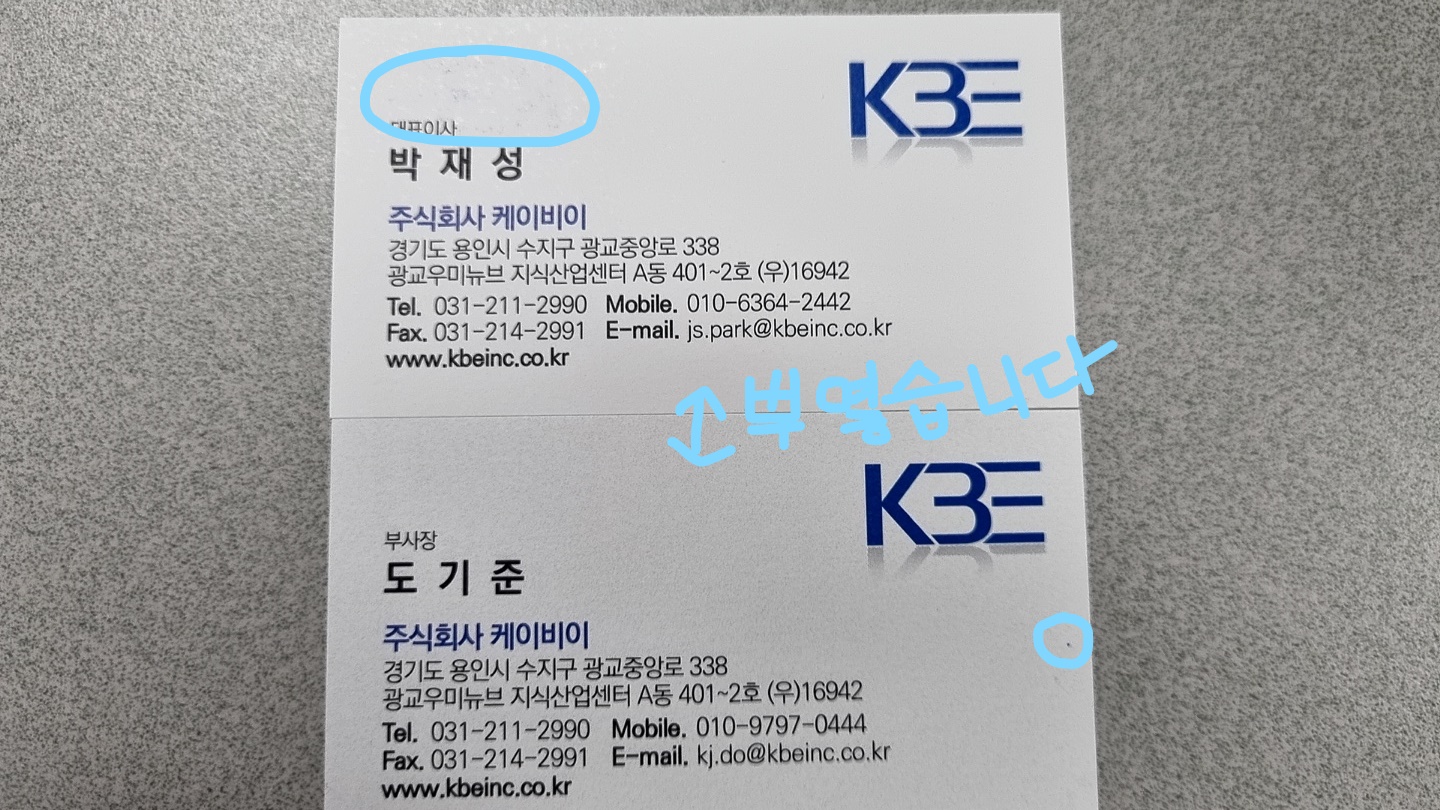 KBE
대표이사
박재성
주식회사 케이비이
경기도 용인시 수지구 광교중앙로 338
광교우미뉴브 지식산업센터 A동 401~2호 (우)16942
Tel. 031-211-2990 Mobile. 010-6364-2442
Fax. 031-214-2991 E-mail. js.park@kbeinc.co.kr
www.kbeinc.co.kr
KBE
부사장
도기준
주식회사 케이비이
경기도 용인시 수지구 광교중앙로 338
광교우미뉴브 지식산업센터 A동 401~2호 (우)16942
Tel. 031-211-2990 Mobile. 010-9797-0444
Fax. 031-214-2991 E-mail. kj.do@kbeinc.co.kr
www.kbeinc.co.kr